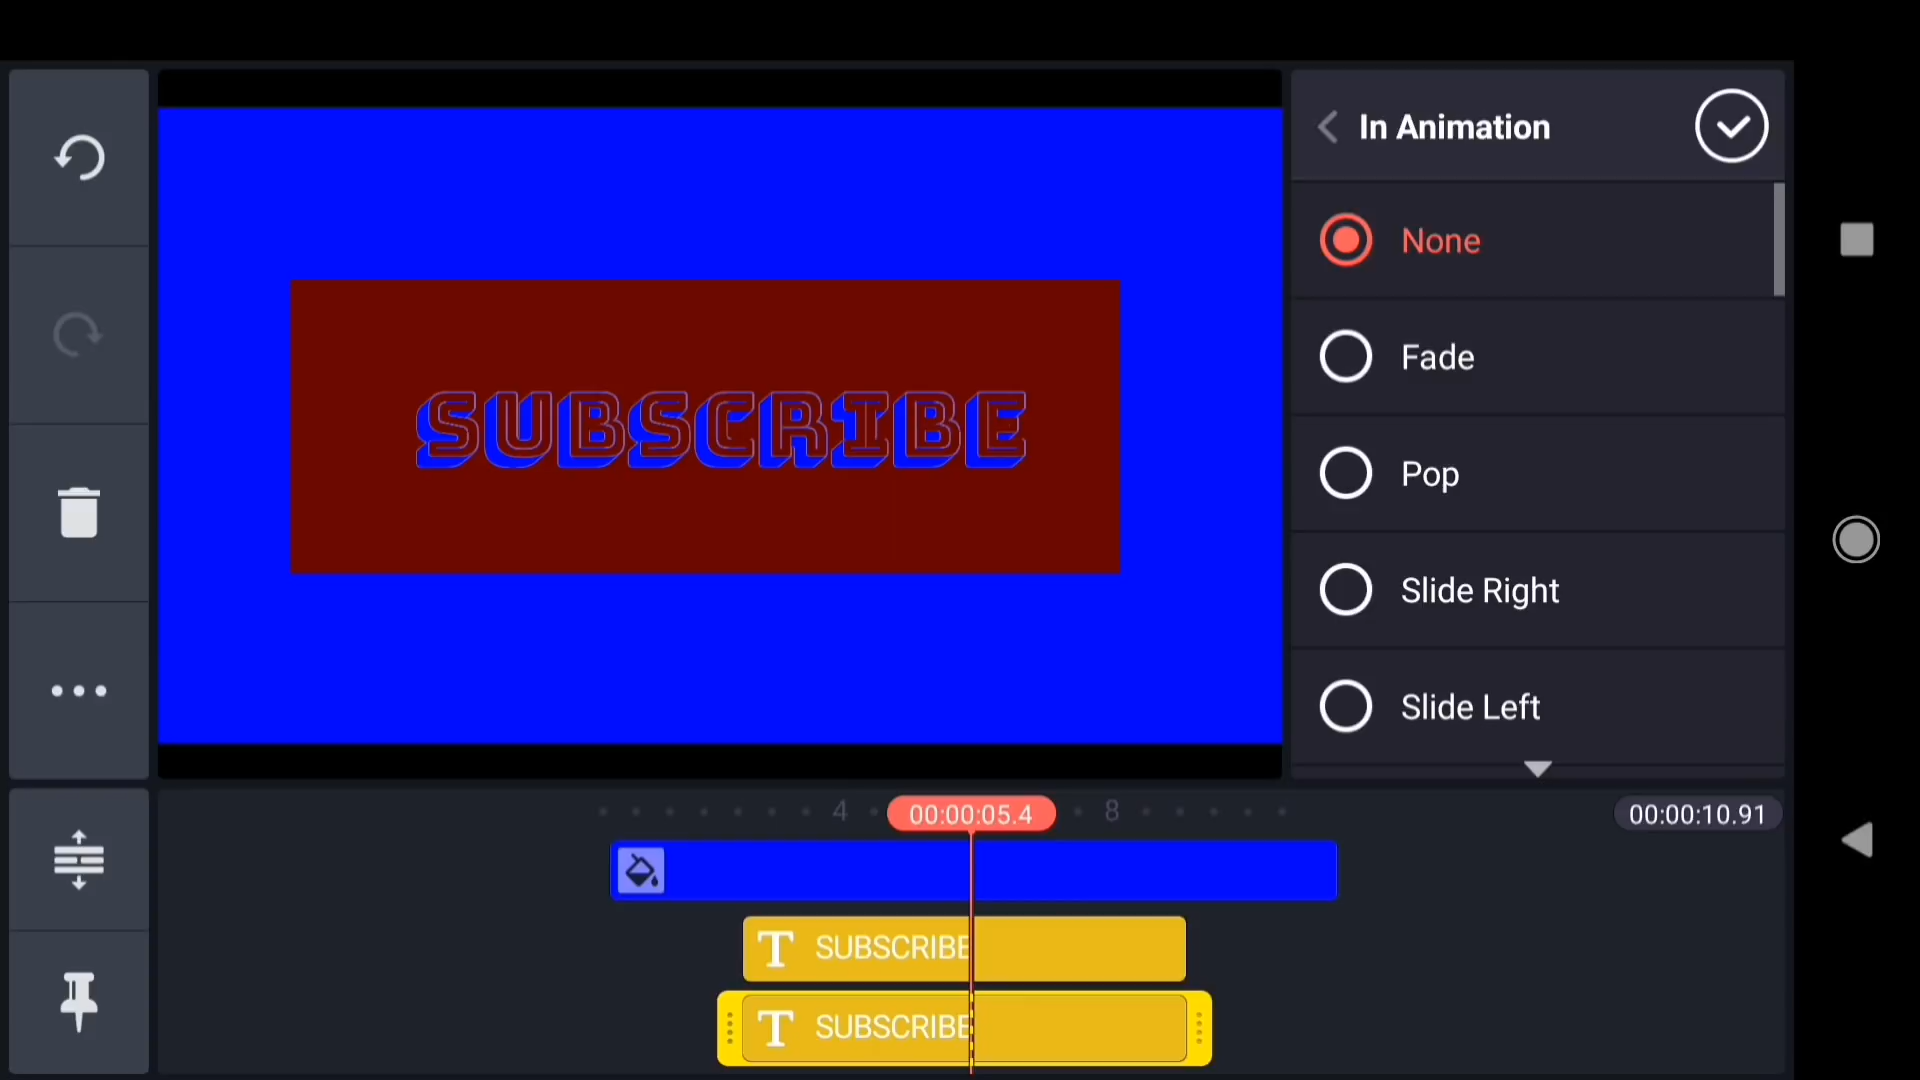 In Animation
None
SUBSCRIBE
Fade
Pop
Slide Right
Slide Left
4
00:00:05.4
8
00:00:10.91
T SUBSCRIBE
T SUBSCRIBE